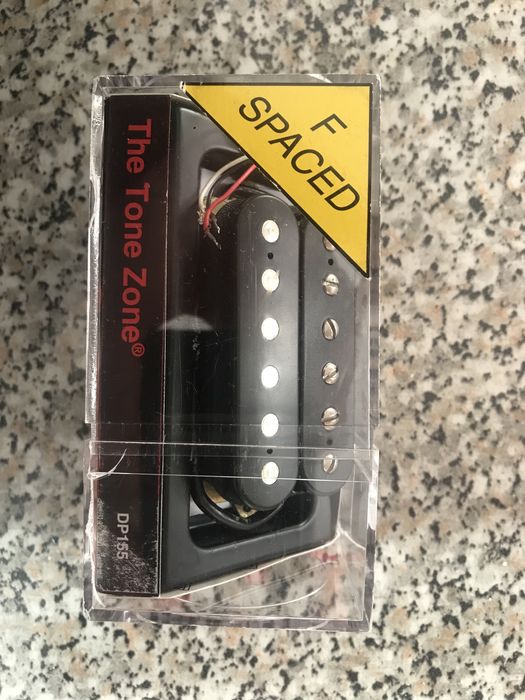 F
SPACED
The Tone Zone®
DP155